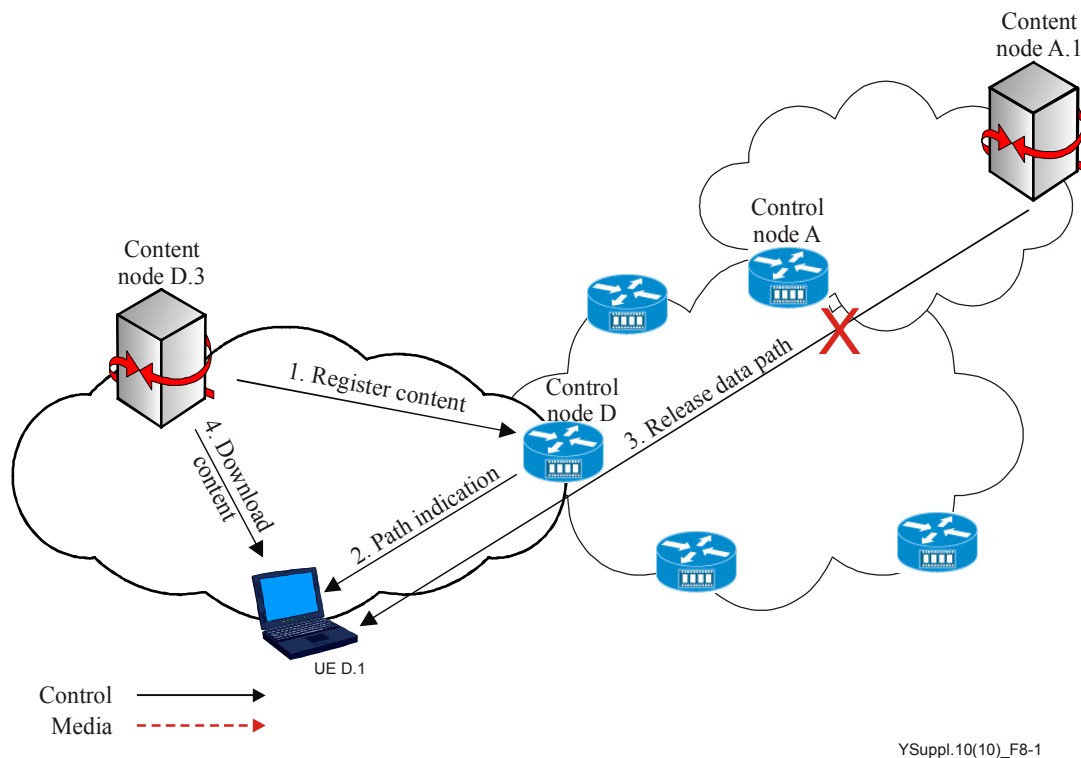 Content
node A.1
Control
node A
Content
node D.3
1. Register content
Control
node D
3. Release data path
4. Download
content
2. Path indication
UE D.1
Control
Media
YSuppl.10(10)_F8-1